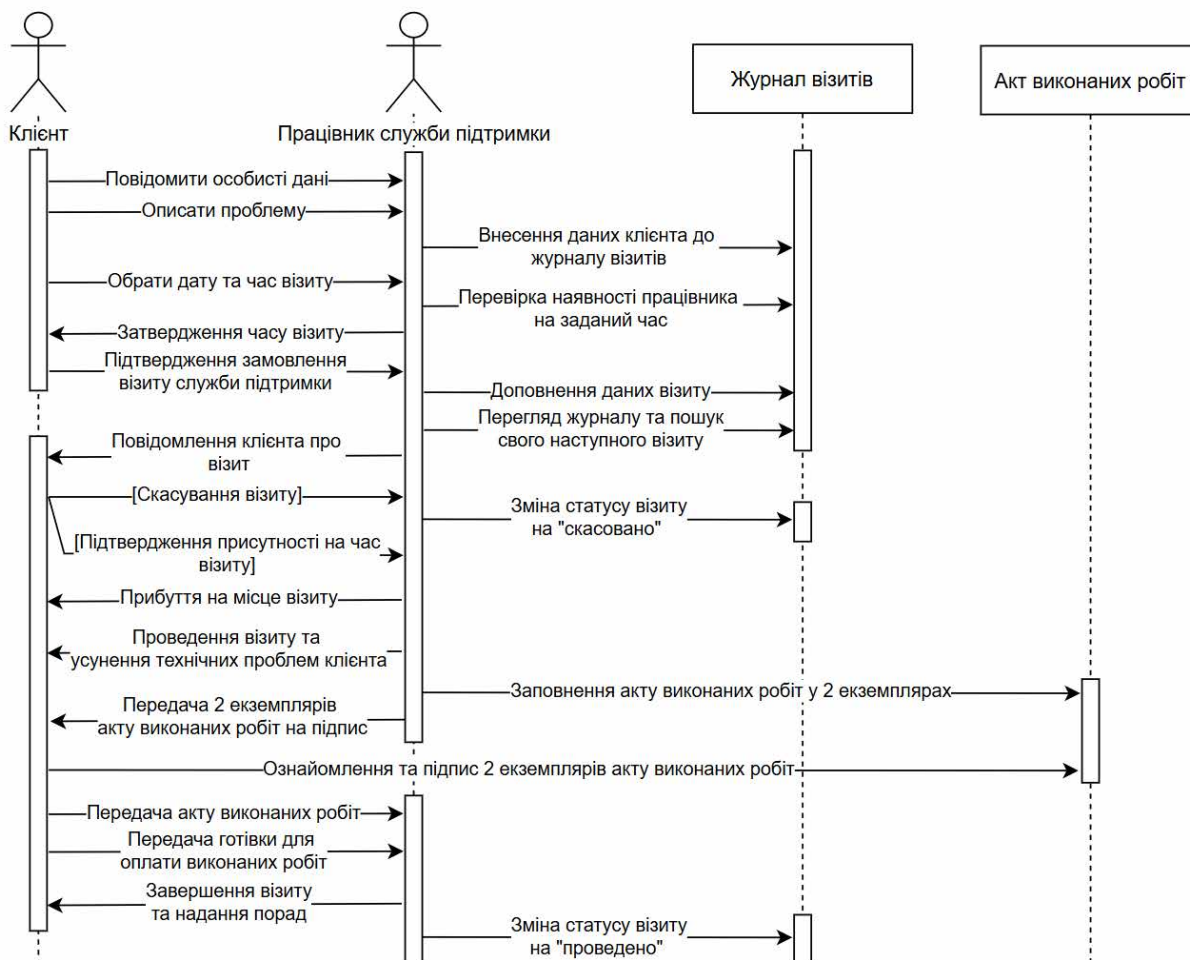 Журнал візитів
Акт виконаних робіт
Клієнт
Працівник служби підтримки
Повідомити особисті дані
Описати проблему
Внесення даних клієнта до
журналу візитів
Обрати дату та час візиту
Перевірка наявності працівника
на заданий час
Затвердження часу візиту
Підтвердження замовлення
візиту служби підтримки
Доповнення даних візиту
Перегляд журналу та пошук
свого наступного візиту
Повідомлення клієнта про
візит
[Скасування візиту]
Зміна статусу візиту
на "скасовано"
[Підтвердження присутності на час
візиту]
Прибуття на місце візиту
Проведення візиту та
усунення технічних проблем клієнта
Заповнення акту виконаних робіт у 2 екземплярах
Передача 2 екземплярів
акту виконаних робіт на підпис
Ознайомлення та підпис 2 екземплярів акту виконаних робіт
Передача акту виконаних робіт
Передача готівки для
оплати виконаних робіт
Завершення візиту
та надання порад
Зміна статусу візиту
на "проведено"